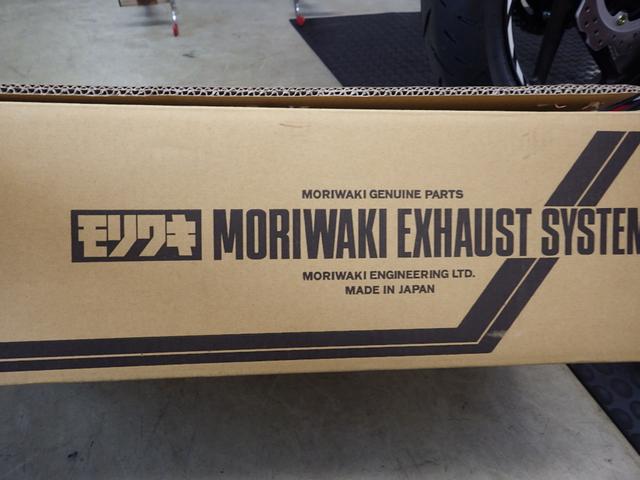 MORIWAKI GENUINE PARTS
モリワキ MORIWAKI EXHAUST SYSTEM
MORIWAKI ENGINEERING LTD.
MADE IN JAPAN